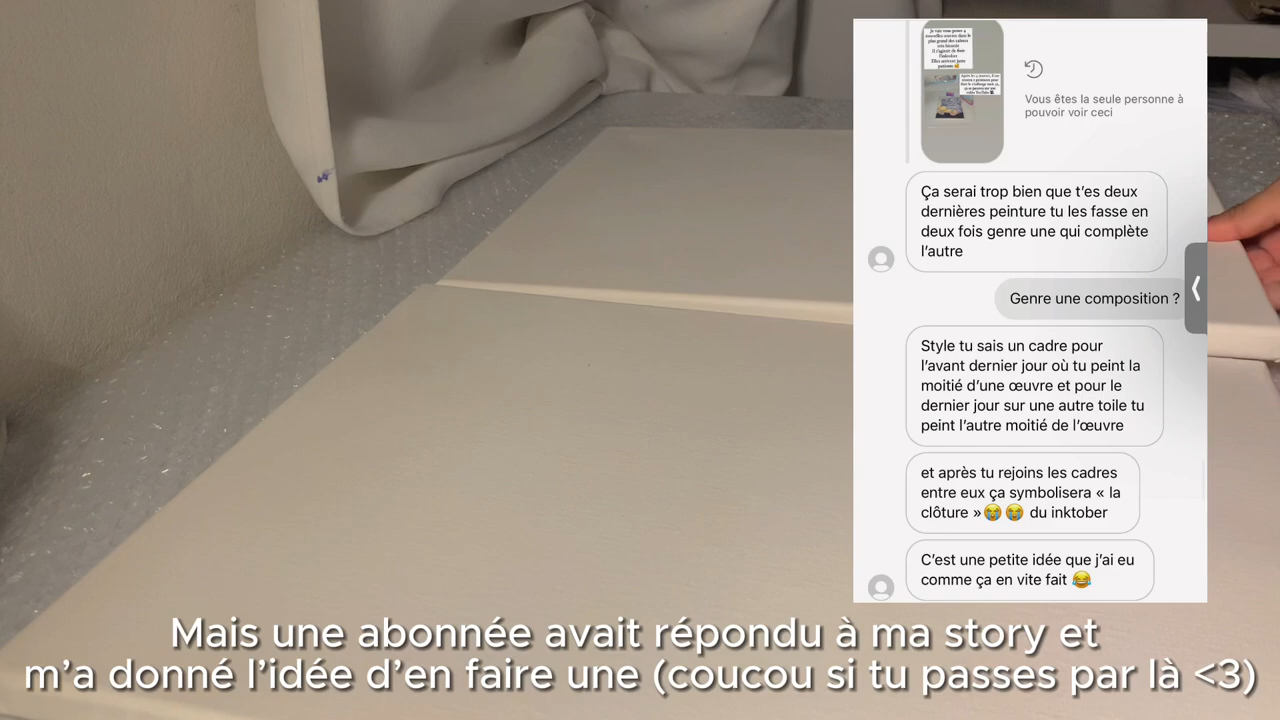 Vous êtes la seule personne à
pouvoir voir ceci
Ça serai trop bien que t'es deux
dernières peinture tu les fasse en
deux fois genre une qui complète
l'autre
Genre une composition ?
Style tu sais un cadre pour
l'avant dernier jour où tu peint la
moitié d'une œuvre et pour le
dernier jour sur une autre toile tu
peint l'autre moitié de l'œuvre
et après tu rejoins les cadres
entre eux ça symbolisera « la
clôture »😭😭 du inktober
C'est une petite idée que j'ai eu
comme ça en vite fait 😂
Mais une abonnée avait répondu à ma story et
m'a donné l'idée d'en faire une (coucou si tu passes par là <3)